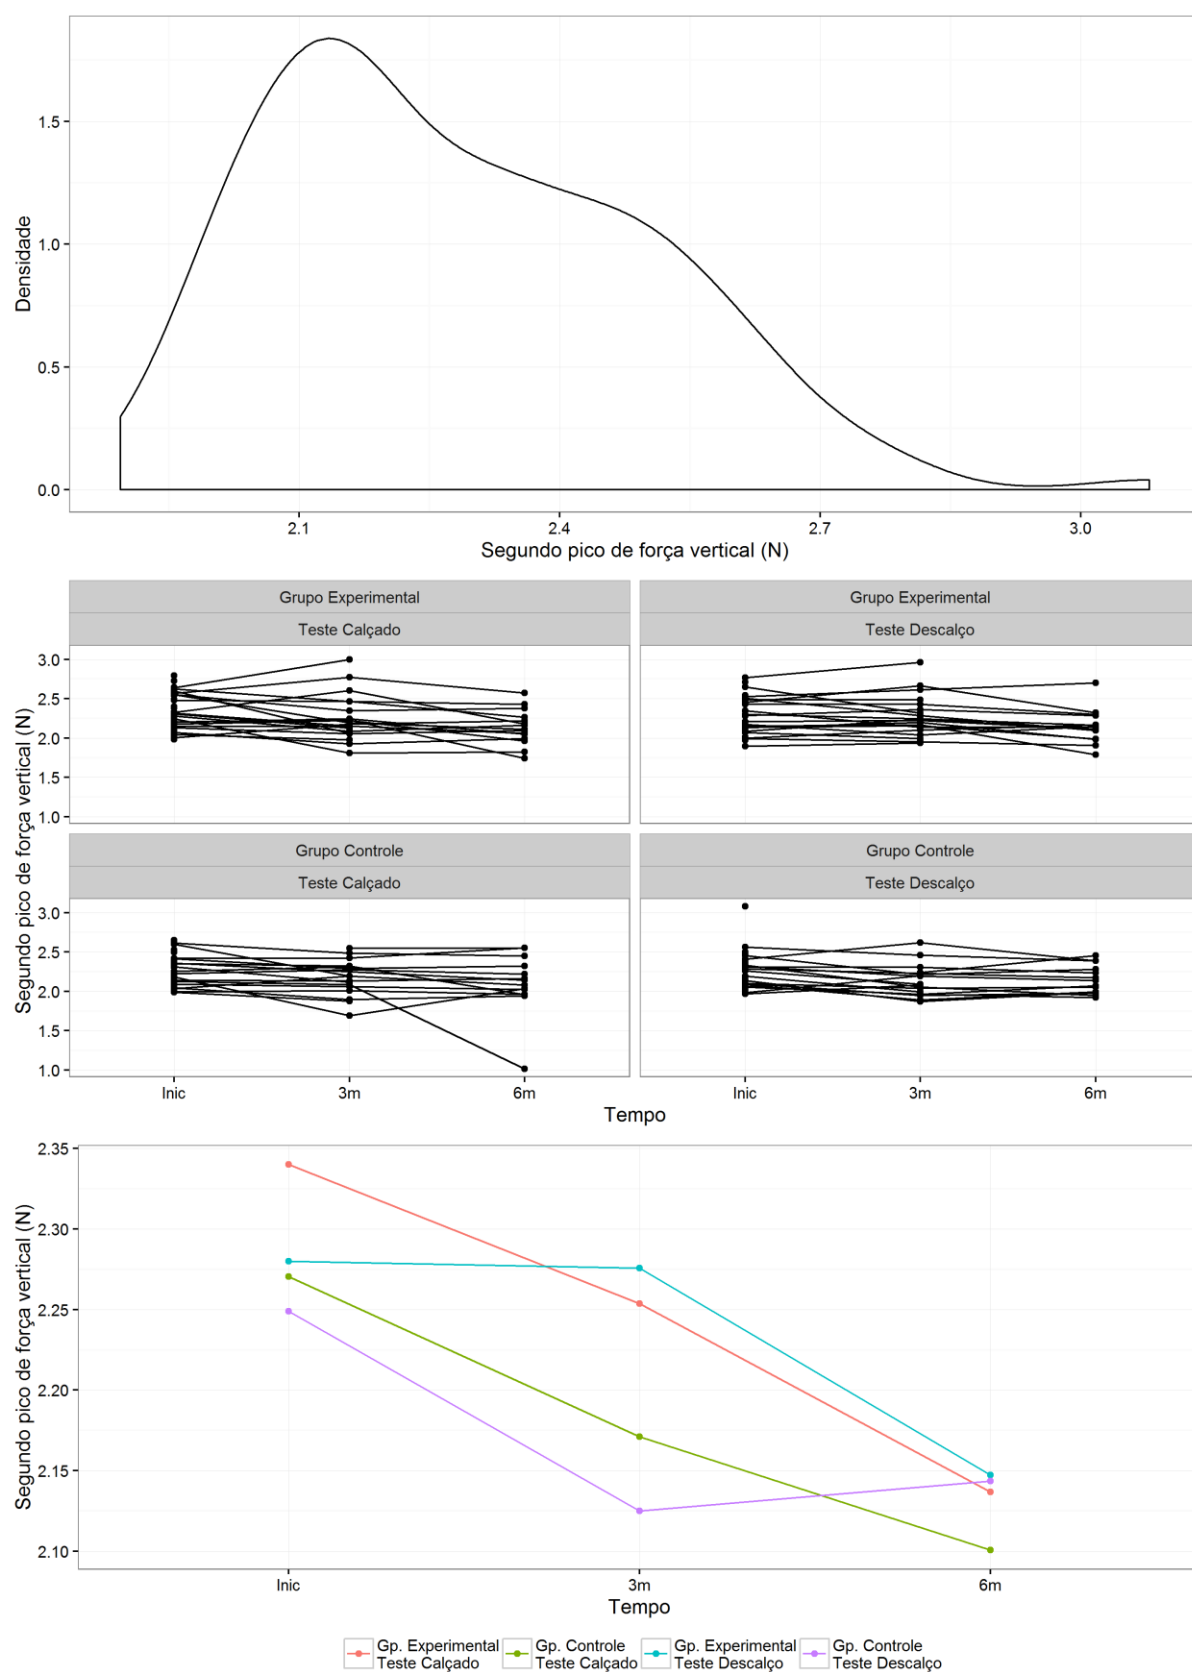 Densidade
1.5
1.0
0.5
0.0
2.1 2.4 2.7 3.0
Segundo pico de força vertical (N)
Segundo pico de força vertical (N)
Grupo Experimental Grupo Experimental
Teste Calçado Teste Descalço
3.0
2.5
2.0
1.5
1.0
Grupo Controle Grupo Controle
Teste Calçado Teste Descalço
3.0
2.5
2.0
1.5
1.0
Inic 3m 6m Inic 3m 6m
Tempo
Segundo pico de força vertical (N)
2.35
2.30
2.25
2.20
2.15
2.10
Inic 3m 6m
Tempo
Gp. Experimental Gp. Controle Gp. Experimental Gp. Controle
Teste Calçado Teste Calçado Teste Descalço Teste Descalço